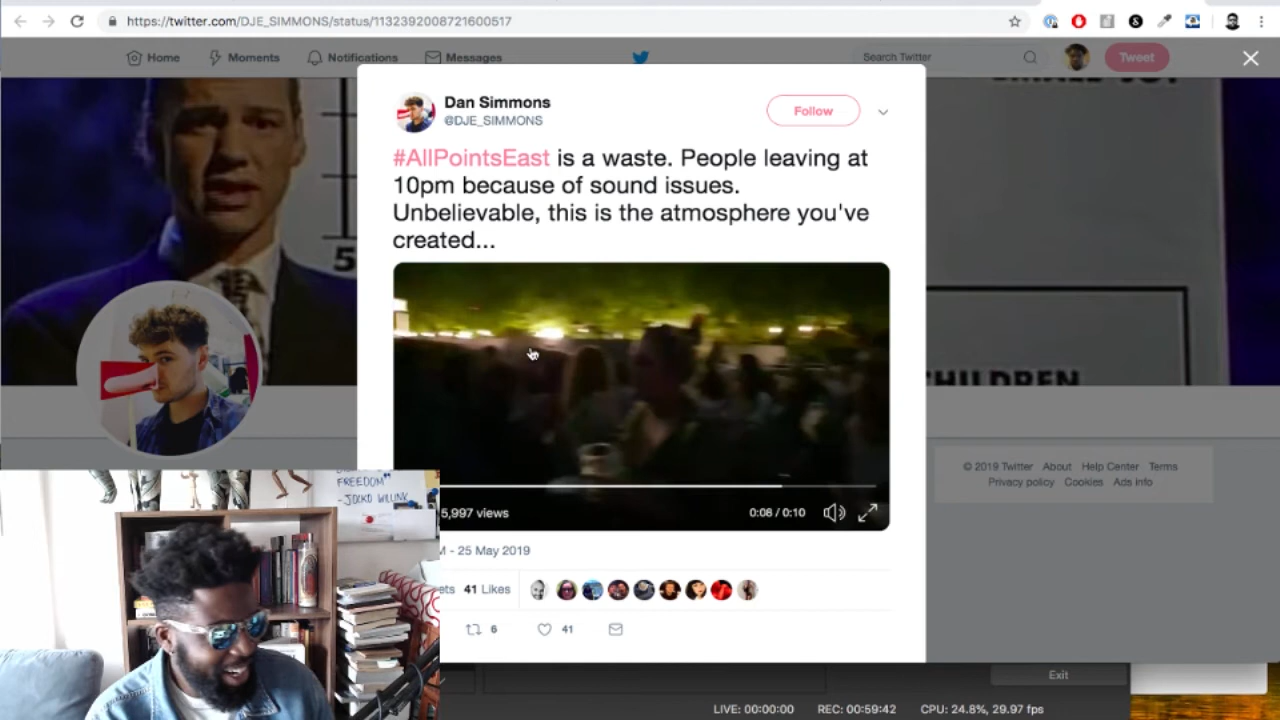 https://twitter.com/DJE_SIMMONS/status/1132392008721600517
Home
Moments
Notifications
Messages
Search Twitter
Tweet
5
CHILDREN
Dan Simmons
@DJE_SIMMONS
Follow
#AllPointsEast is a waste. People leaving at
10pm because of sound issues.
Unbelievable, this is the atmosphere you've
created...
5,997 views
0:08 / 0:10
M - 25 May 2019
ets 41 Likes
6
41
© 2019 Twitter About Help Center Terms
Privacy policy Cookies Ads info
FREEDOM"
- JOCKO WILLINK
Exit
LIVE: 00:00:00
REC: 00:59:42
CPU: 24.8%, 29.97 fps